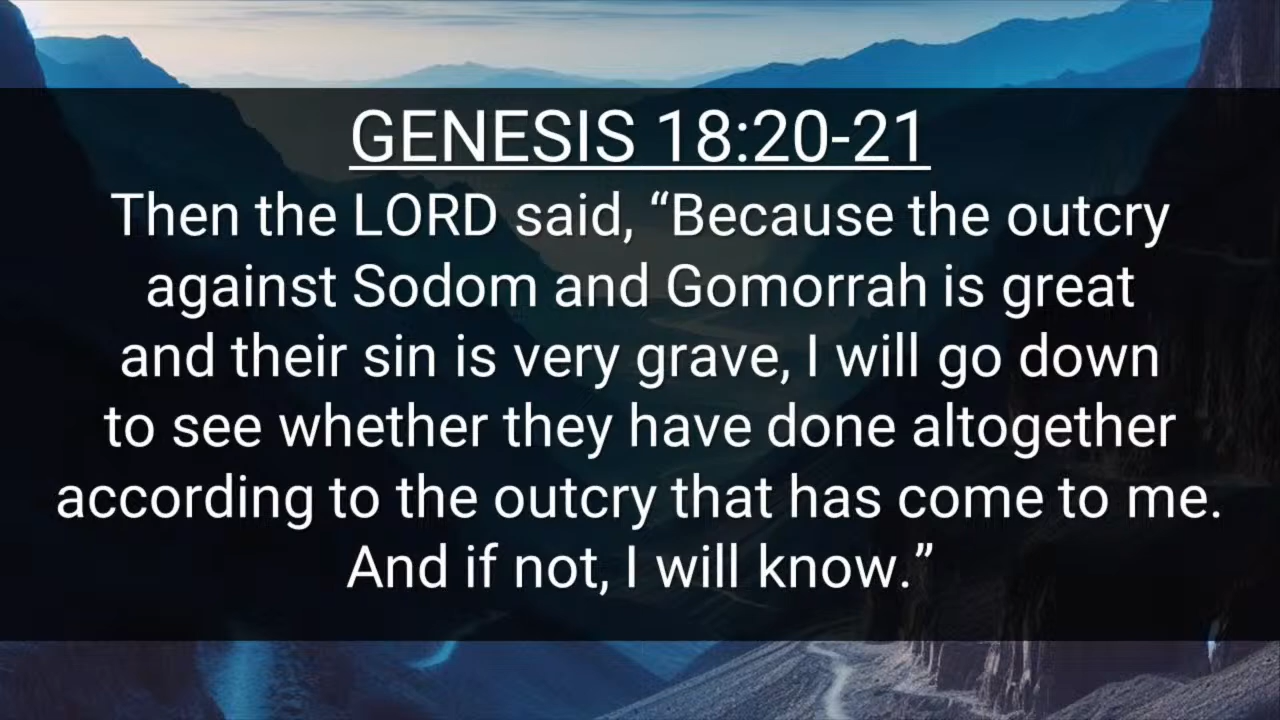 GENESIS 18:20-21
Then the LORD said, “Because the outcry
against Sodom and Gomorrah is great
and their sin is very grave, I will go down
to see whether they have done altogether
according to the outcry that has come to me.
And if not, I will know.”